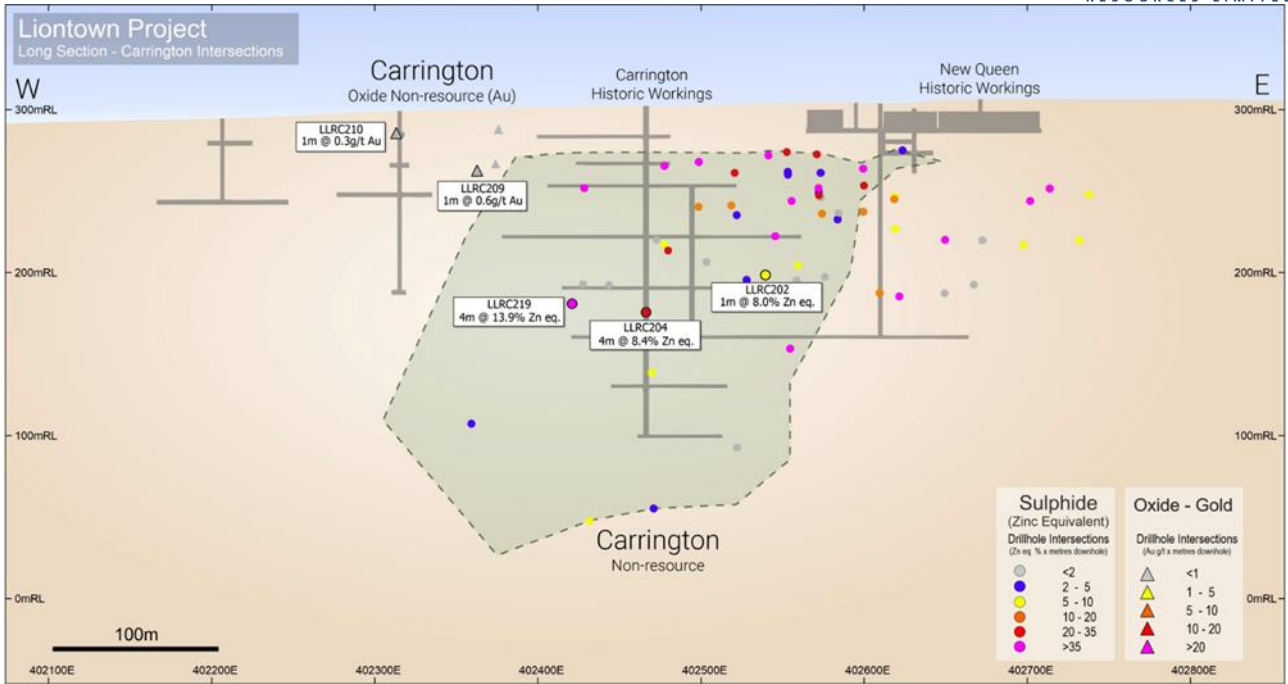 RESOURCES LIMITED
Liontown Project
Long Section - Carrington Intersections
W
E
Carrington
Oxide Non-resource (Au)
Carrington
Historic Workings
New Queen
Historic Workings
300mRL
300mRL
LLRC210
1m @ 0.3g/t Au
LLRC209
1m @ 0.6g/t Au
200mRL
200mRL
LLRC202
1m @ 8.0% Zn eq.
LLRC219
4m @ 13.9% Zn eq.
LLRC204
4m @ 8.4% Zn eq.
100mRL
100mRL
Carrington
Non-resource
0mRL
0mRL
Sulphide
(Zinc Equivalent)
Drillhole Intersections
(Zn eq. % x metres downhole)
<2
2 - 5
5 - 10
10 - 20
20 - 35
>35
Oxide - Gold
Drillhole Intersections
(Au g/t x metres downhole)
<1
1 - 5
5 - 10
10 - 20
>20
100m
402100E
402200E
402300E
402400E
402500E
402600E
402700E
402800E